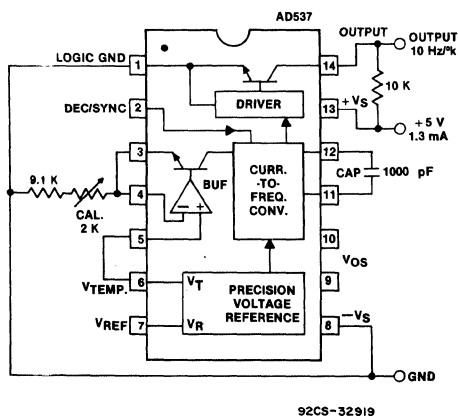 AD537
OUTPUT
OUTPUT
10 Hz/°k
LOGIC GND
1
14
DRIVER
10 K
DEC/SYNC
2
13
+VS
+5 V
1.3 mA
3
12
9.1 K
BUF
CURR.
-TO-
FREQ.
CONV.
CAP
1000 pF
CAL.
2 K
4
11
− +
5
10
VOS
6
VTEMP.
VT
PRECISION
VOLTAGE
REFERENCE
9
VREF
7
VR
8
−VS
GND
92CS-32919